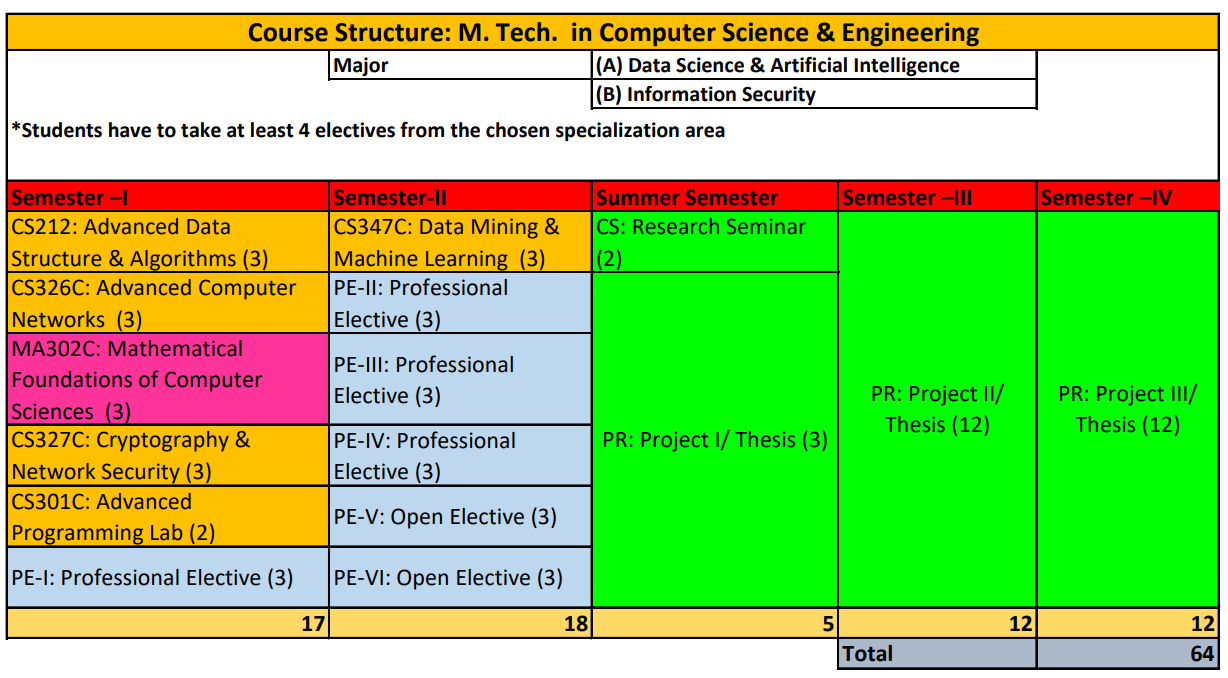 Course Structure: M. Tech.  in Computer Science & Engineering
Major
(A) Data Science & Artificial Intelligence
(B) Information Security
*Students have to take at least 4 electives from the chosen specialization area
Semester –I
Semester-II
Summer Semester
Semester –III
Semester –IV
CS212: Advanced Data
Structure & Algorithms (3)
CS347C: Data Mining &
Machine Learning  (3)
CS: Research Seminar
(2)
CS326C: Advanced Computer
Networks  (3)
PE-II: Professional
Elective (3)
MA302C: Mathematical
Foundations of Computer
Sciences  (3)
PE-III: Professional
Elective (3)
CS327C: Cryptography &
Network Security (3)
PE-IV: Professional
Elective (3)
CS301C: Advanced
Programming Lab (2)
PE-V: Open Elective (3)
PE-I: Professional Elective (3)
PE-VI: Open Elective (3)
PR: Project I/ Thesis (3)
PR: Project II/
Thesis (12)
PR: Project III/
Thesis (12)
17
18
5
12
12
Total
64